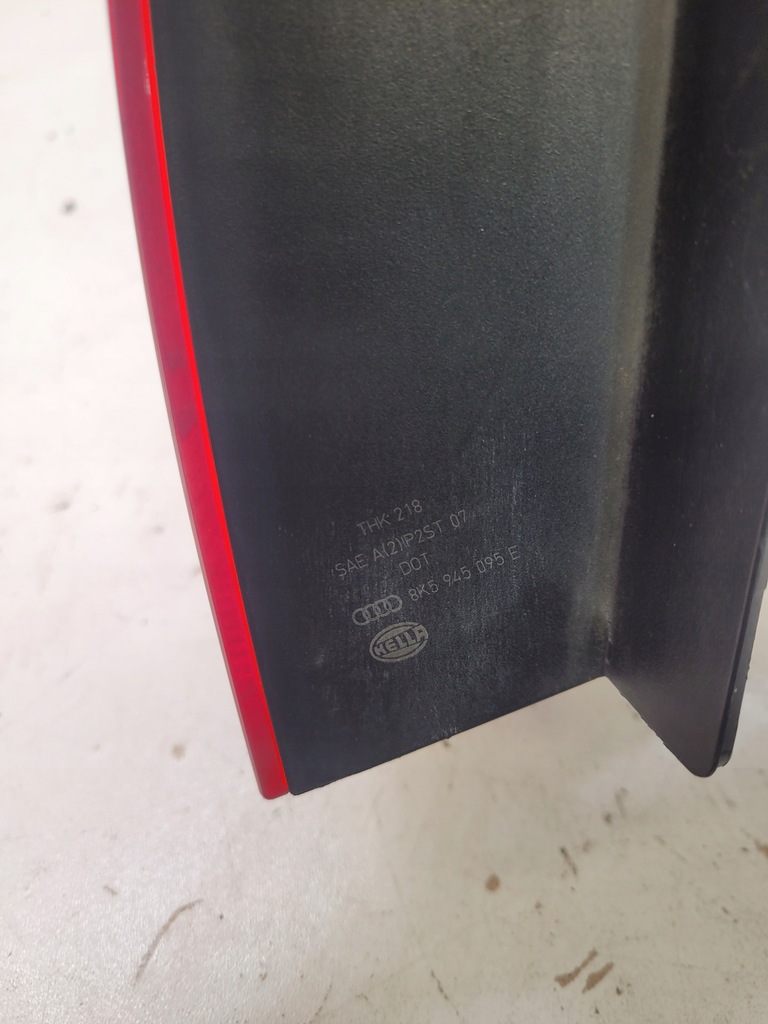 THK 218
SAE A(2)IP2ST 07
DOT
8K5 945 095 E
HELLA